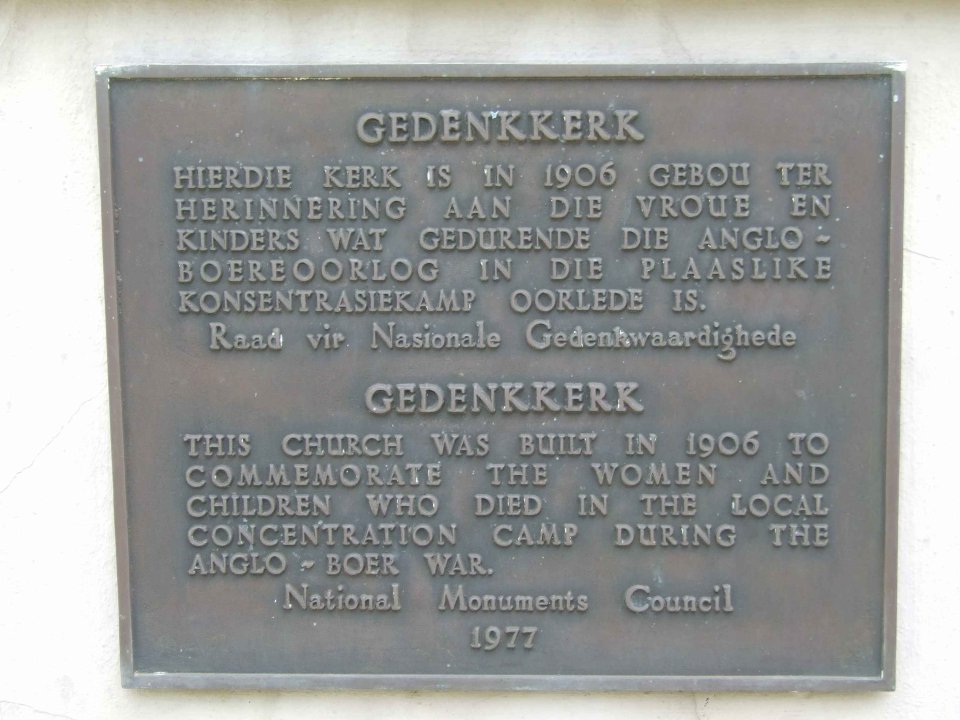 GEDENKKERK
HIERDIE KERK IS IN 1906 GEBOU TER
HERINNERING AAN DIE VROUE EN
KINDERS WAT GEDURENDE DIE ANGLO-
BOEREOORLOG IN DIE PLAASLIKE
KONSENTRASIEKAMP OORLEDE IS.
Raad vir Nasionale Gedenkwaardighede
GEDENKKERK
THIS CHURCH WAS BUILT IN 1906 TO
COMMEMORATE THE WOMEN AND
CHILDREN WHO DIED IN THE LOCAL
CONCENTRATION CAMP DURING THE
ANGLO-BOER WAR.
National Monuments Council
1977